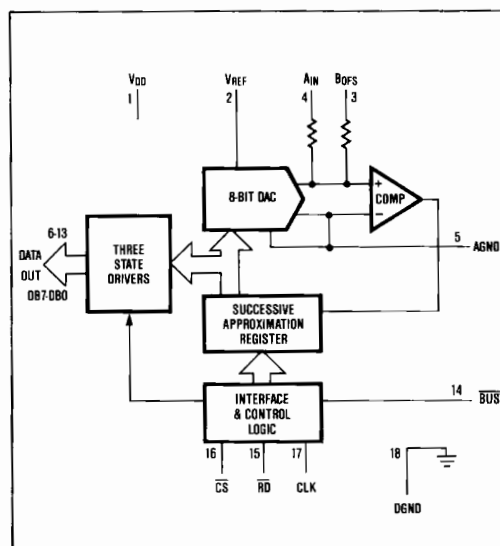 VDD
1
VREF
2
AIN
4
BOFS
3
8-BIT DAC
+
COMP
−
5
AGND
6-13
DATA
OUT
DB7-DB0
THREE
STATE
DRIVERS
SUCCESSIVE
APPROXIMATION
REGISTER
INTERFACE
& CONTROL
LOGIC
14
BUSY
16
15
17
CS
RD
CLK
18
DGND